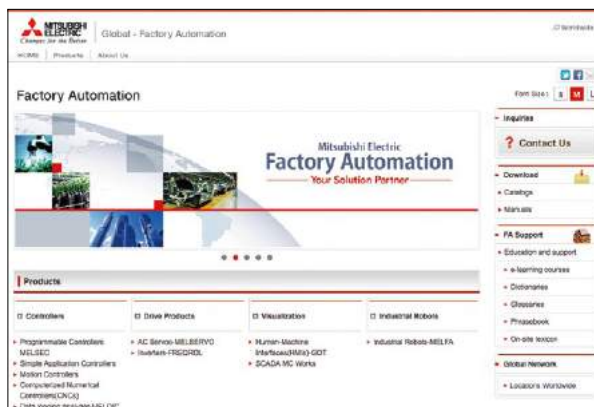 MITSUBISHI
ELECTRIC
Changes for the Better
Global - Factory Automation
Worldwide
HOME Products About Us
Factory Automation
Font Size: S M L
Mitsubishi Electric
Factory Automation
Your Solution Partner
Inquiries
? Contact Us
Download
Catalogs
Manuals
FA Support
Education and support
e-learning courses
Dictionaries
Glossaries
Phrasebook
On-site lexicon
Global Network
Locations Worldwide
Products
Controllers
Programmable Controllers
MELSEC
Simple Application Controllers
Motion Controllers
Computerized Numerical
Controllers(CNCs)
Drive Products
AC Servos-MELSERVO
Inverters-FREQROL
Visualization
Human-Machine
Interfaces(HMIs)-GOT
SCADA MC Works
Industrial Robots
Industrial Robots-MELFA